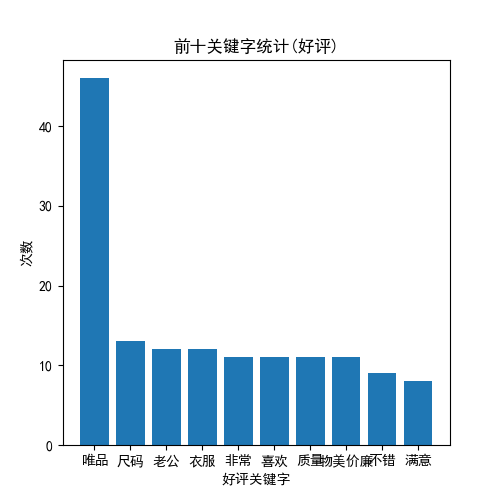 前十关键字统计(好评)
次数
40
30
20
10
0
唯品 尺码 老公 衣服 非常 喜欢 质量 物美价廉 不错 满意
好评关键字